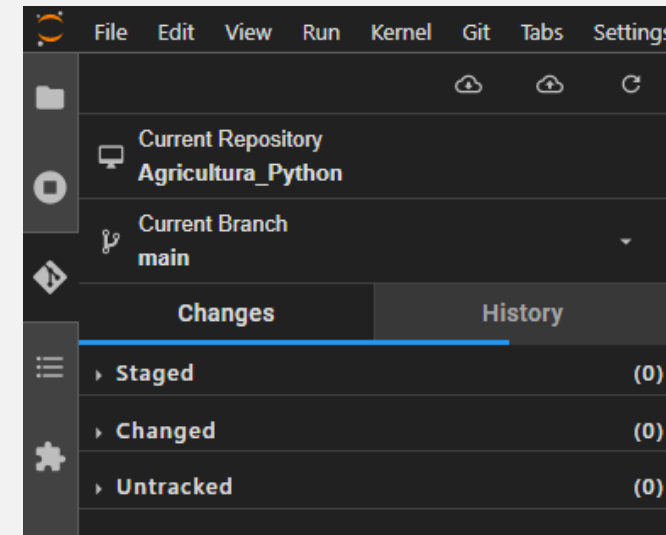 File Edit View Run Kernel Git Tabs Settings
Current Repository
Agricultura_Python
Current Branch
main
Changes History
Staged (0)
Changed (0)
Untracked (0)